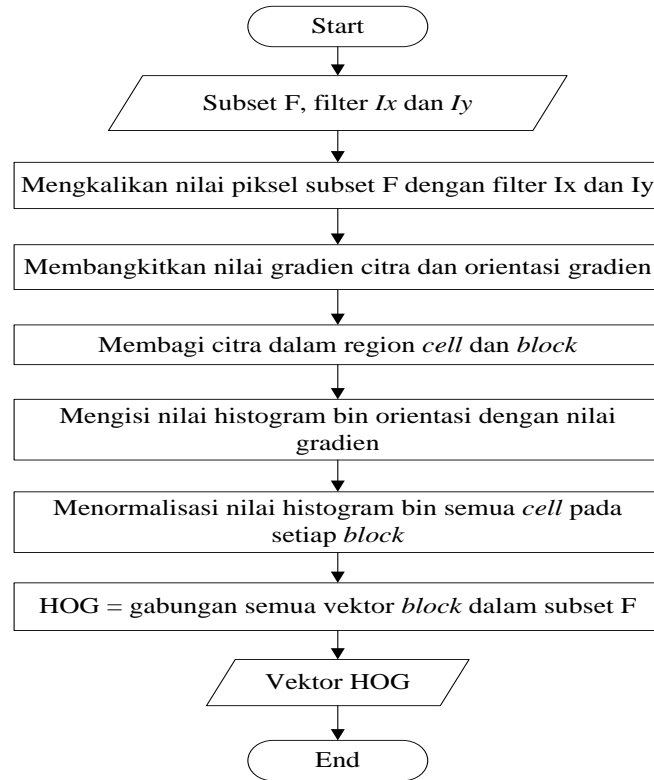 Start
Subset F, filter Ix dan Iy
Mengkalikan nilai piksel subset F dengan filter Ix dan Iy
Membangkitkan nilai gradien citra dan orientasi gradien
Membagi citra dalam region cell dan block
Mengisi nilai histogram bin orientasi dengan nilai
gradien
Menormalisasi nilai histogram bin semua cell pada
setiap block
HOG = gabungan semua vektor block dalam subset F
Vektor HOG
End